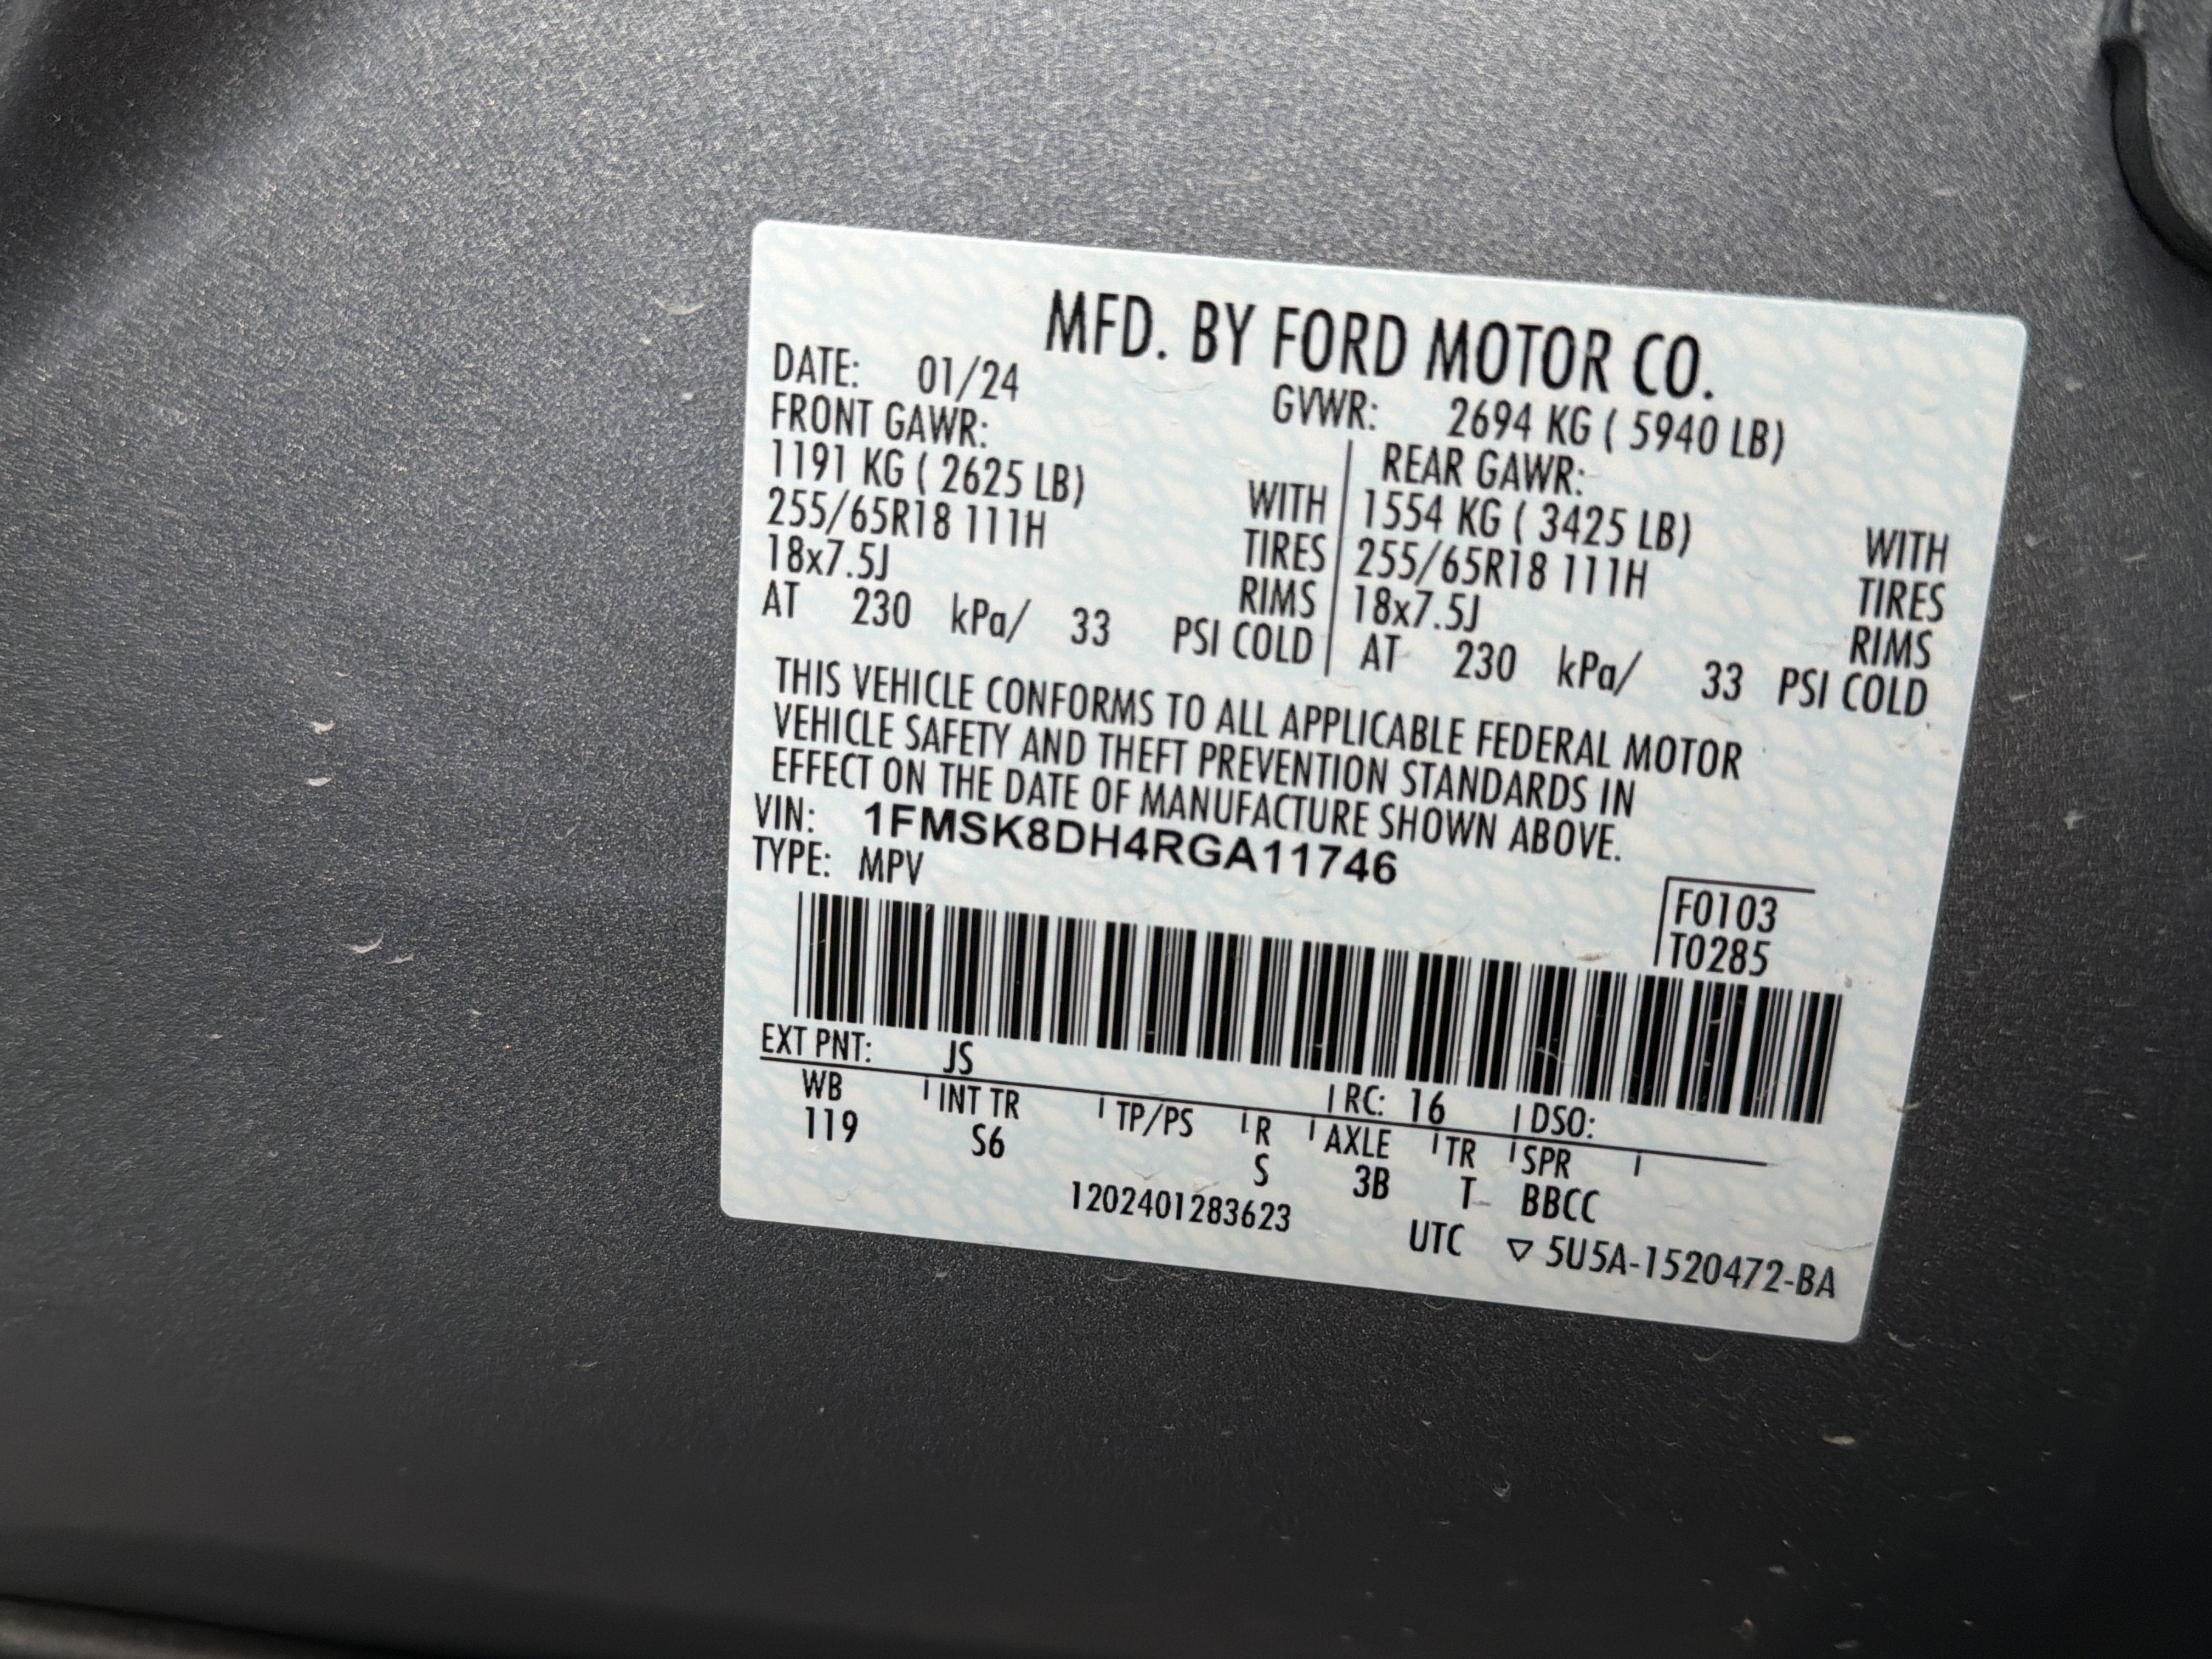 MFD. BY FORD MOTOR CO.
DATE: 01/24 GVWR: 2694 KG ( 5940 LB)
FRONT GAWR: REAR GAWR:
1191 KG ( 2625 LB) WITH 1554 KG ( 3425 LB) WITH
255/65R18 111H TIRES 255/65R18 111H TIRES
18x7.5J RIMS 18x7.5J RIMS
AT 230 kPa/ 33 PSI COLD AT 230 kPa/ 33 PSI COLD
THIS VEHICLE CONFORMS TO ALL APPLICABLE FEDERAL MOTOR
VEHICLE SAFETY AND THEFT PREVENTION STANDARDS IN
EFFECT ON THE DATE OF MANUFACTURE SHOWN ABOVE.
VIN: 1FMSK8DH4RGA11746
TYPE: MPV
F0103
T0285
EXT PNT: JS RC: 16 DSO:
WB INT TR TP/PS R AXLE TR SPR
119 S6 S 3B T BBCC
1202401283623 UTC ▽ 5U5A-1520472-BA